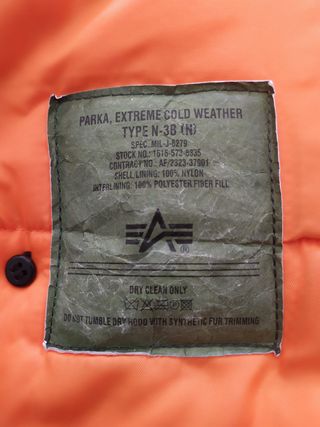 PARKA, EXTREME COLD WEATHER
TYPE N-3B (N)
SPEC. MIL-J-6279
STOCK NO.: 1616-573-8835
CONTRACT NO.: AF/2323-37901
SHELL/LINING: 100% NYLON
INTERLINING: 100% POLYESTER FIBER FILL
®
DRY CLEAN ONLY
DO NOT TUMBLE DRY HOOD WITH SYNTHETIC FUR TRIMMING